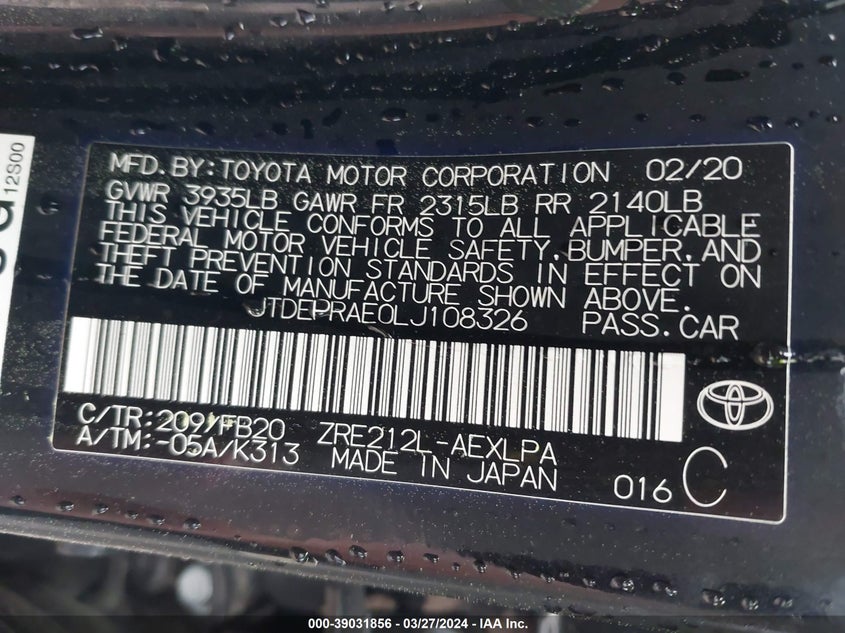 12S00
MFD.BY:TOYOTA MOTOR CORPORATION 02/20
GVWR 3935LB GAWR FR 2315LB RR 2140LB
THIS VEHICLE CONFORMS TO ALL APPLICABLE
FEDERAL MOTOR VEHICLE SAFETY,BUMPER,AND
THEFT PREVENTION STANDARDS IN EFFECT ON
THE DATE OF MANUFACTURE SHOWN ABOVE.
JTDEPRAE0LJ108326 PASS.CAR
C/TR:209/FB20 ZRE212L-AEXLPA
A/TM:-05A/K313 MADE IN JAPAN
016 C
000-39031856 / 03/27/2024 — IAA Inc.